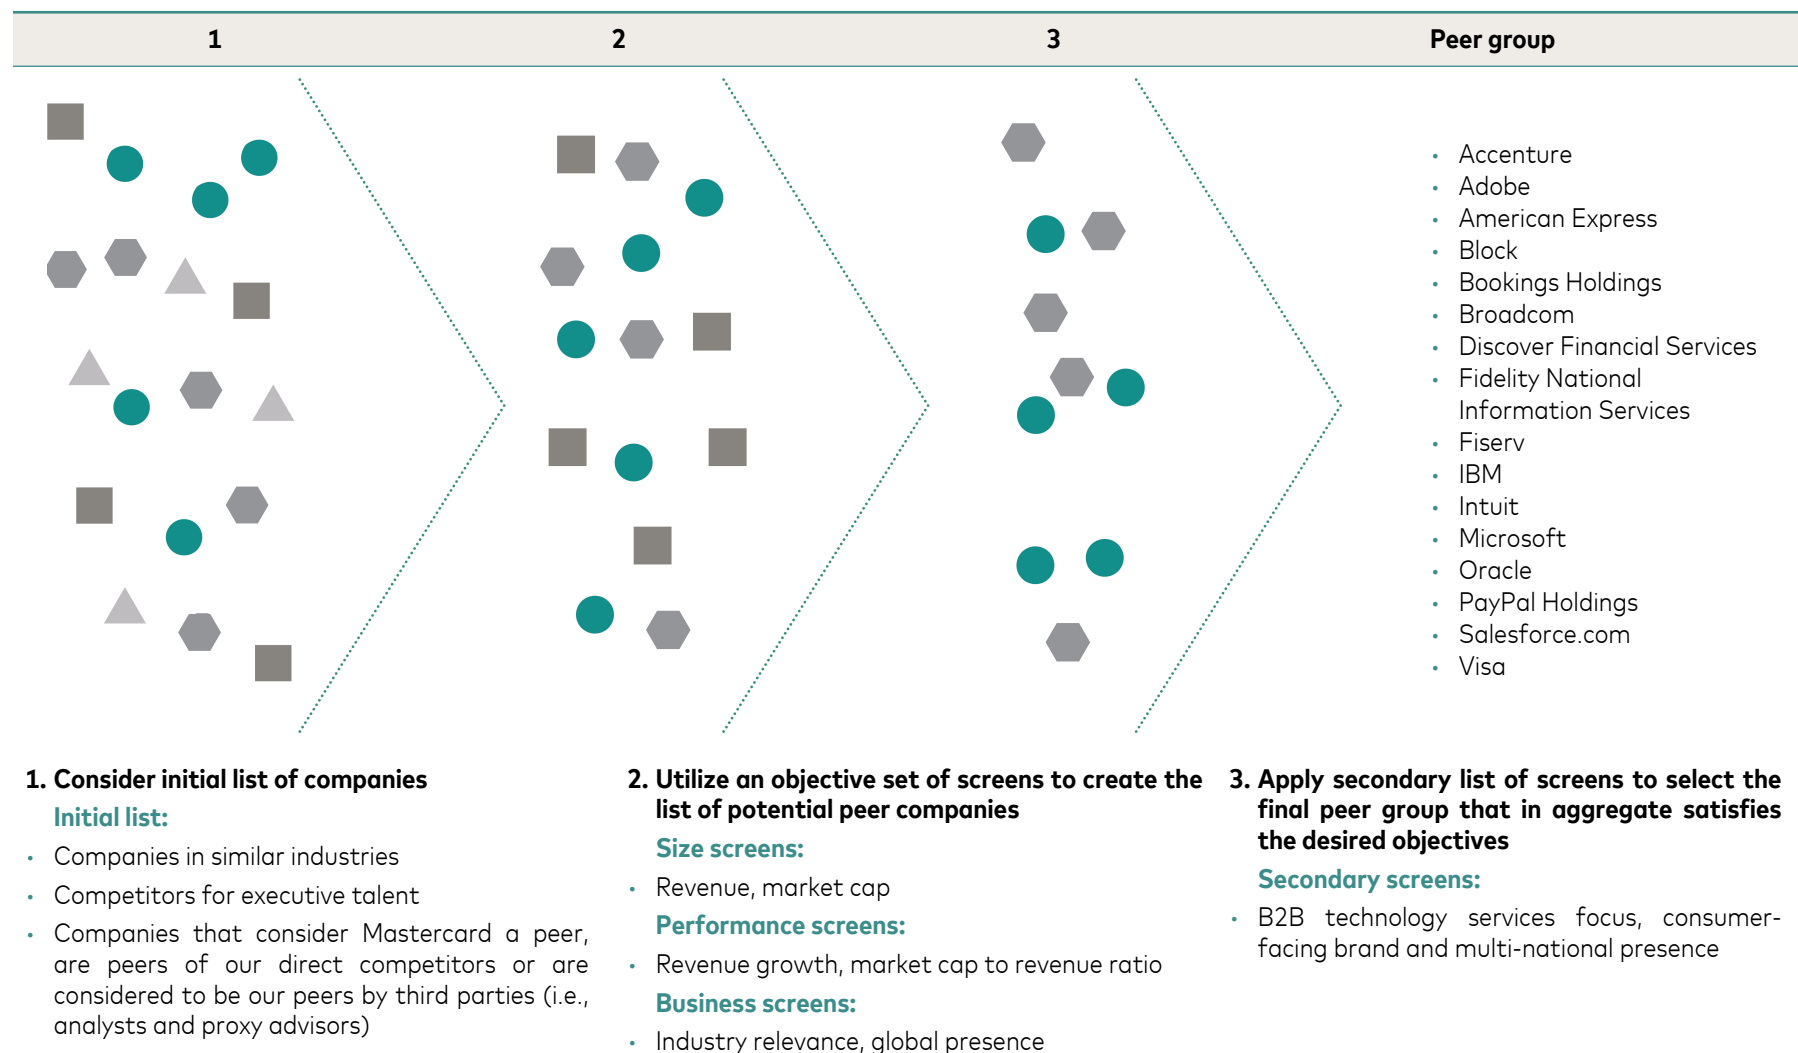 1
2
3
Peer group
• Accenture
• Adobe
• American Express
• Block
• Bookings Holdings
• Broadcom
• Discover Financial Services
• Fidelity National
Information Services
• Fiserv
• IBM
• Intuit
• Microsoft
• Oracle
• PayPal Holdings
• Salesforce.com
• Visa
1. Consider initial list of companies
Initial list:
• Companies in similar industries
• Competitors for executive talent
• Companies that consider Mastercard a peer,
are peers of our direct competitors or are
considered to be our peers by third parties (i.e.,
analysts and proxy advisors)
2. Utilize an objective set of screens to create the
list of potential peer companies
Size screens:
• Revenue, market cap
Performance screens:
• Revenue growth, market cap to revenue ratio
Business screens:
• Industry relevance, global presence
3. Apply secondary list of screens to select the
final peer group that in aggregate satisfies
the desired objectives
Secondary screens:
• B2B technology services focus, consumer-
facing brand and multi-national presence